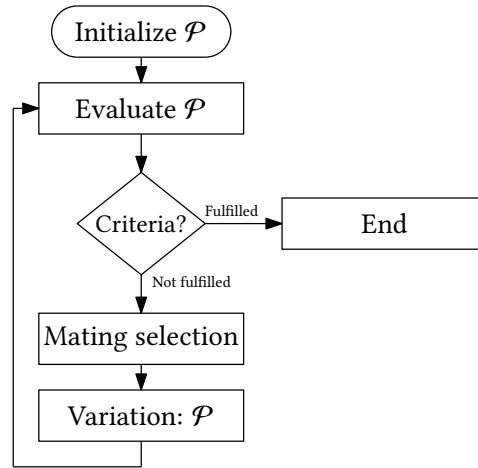 Initialize 𝒫
Evaluate 𝒫
Criteria?
Fulfilled
End
Not fulfilled
Mating selection
Variation: 𝒫